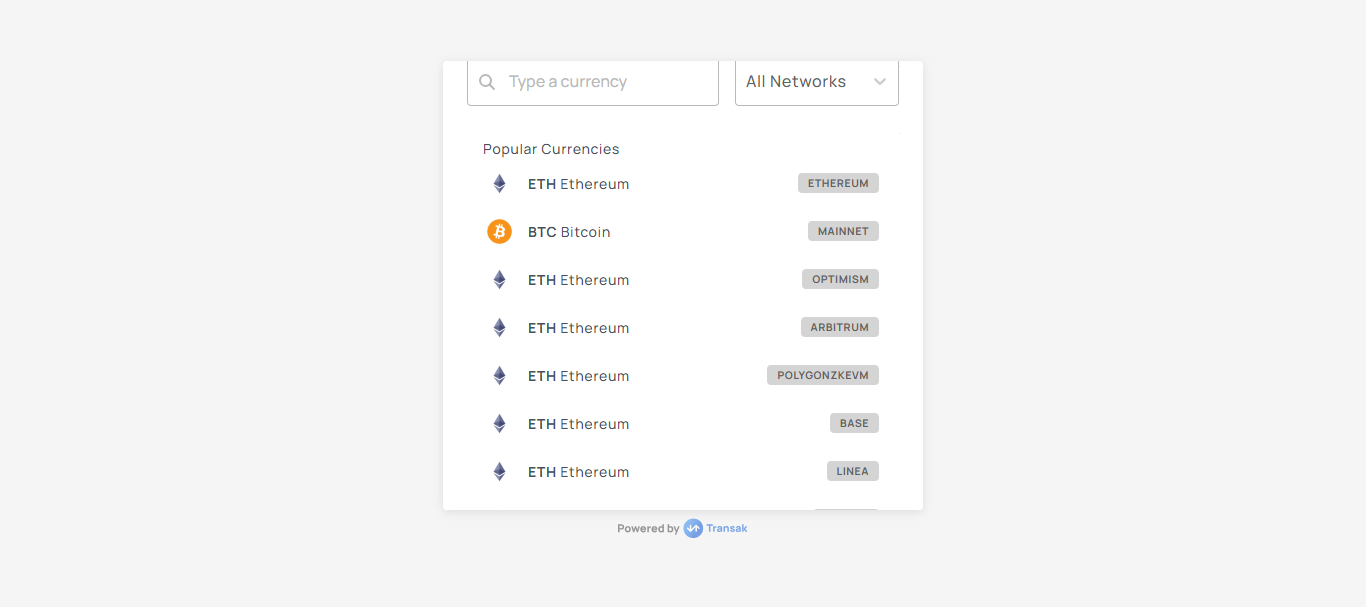 Type a currency All Networks
Popular Currencies
ETH Ethereum ETHEREUM
BTC Bitcoin MAINNET
ETH Ethereum OPTIMISM
ETH Ethereum ARBITRUM
ETH Ethereum POLYGONZKEVM
ETH Ethereum BASE
ETH Ethereum LINEA
Powered by Transak